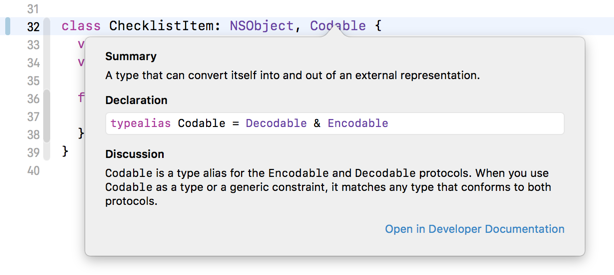 31
32 class ChecklistItem: NSObject, Codable {
33 v
34 v
35
36 f
37
38 }
39 }
40
Summary
A type that can convert itself into and out of an external representation.
Declaration
typealias Codable = Decodable & Encodable
Discussion
Codable is a type alias for the Encodable and Decodable protocols. When you use
Codable as a type or a generic constraint, it matches any type that conforms to both
protocols.
Open in Developer Documentation